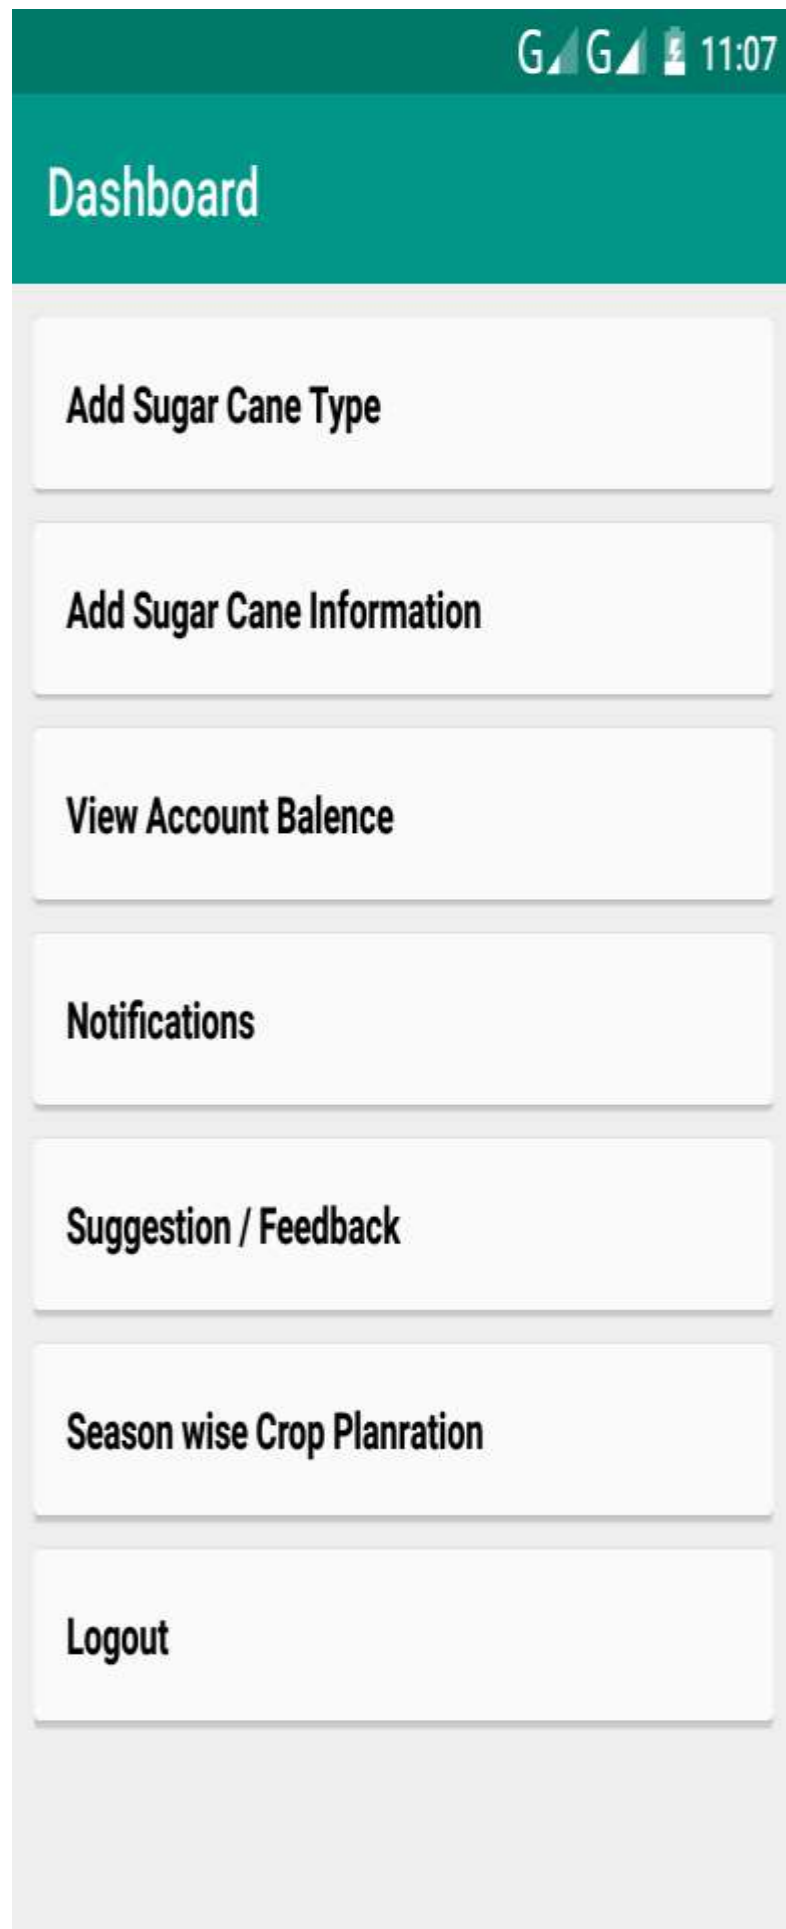 G G 11:07
Dashboard
Add Sugar Cane Type
Add Sugar Cane Information
View Account Balence
Notifications
Suggestion / Feedback
Season wise Crop Planration
Logout